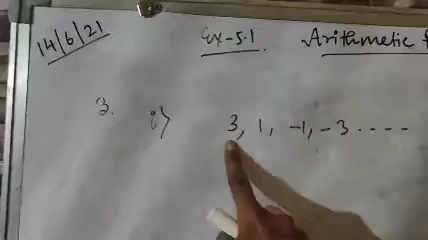 14/6/21
Ex-5.1
Arithmetic
3. i) 3, 1, -1, -3 ----